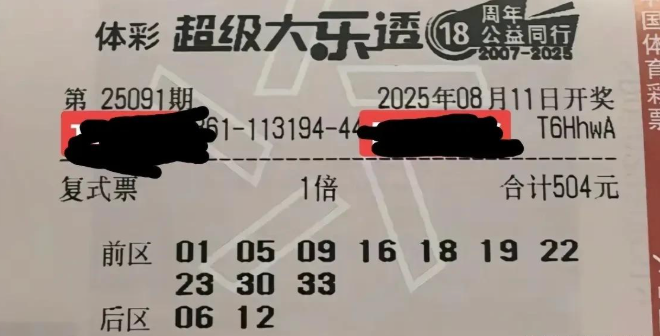 体彩 超级大乐透 18周年公益同行 2007-2025
第 25091期 2025年08月11日开奖
61-113194-44 T6HhwA
复式票 1倍 合计504元
前区 01 05 09 16 18 19 22
23 30 33
后区 06 12
中国体育彩票